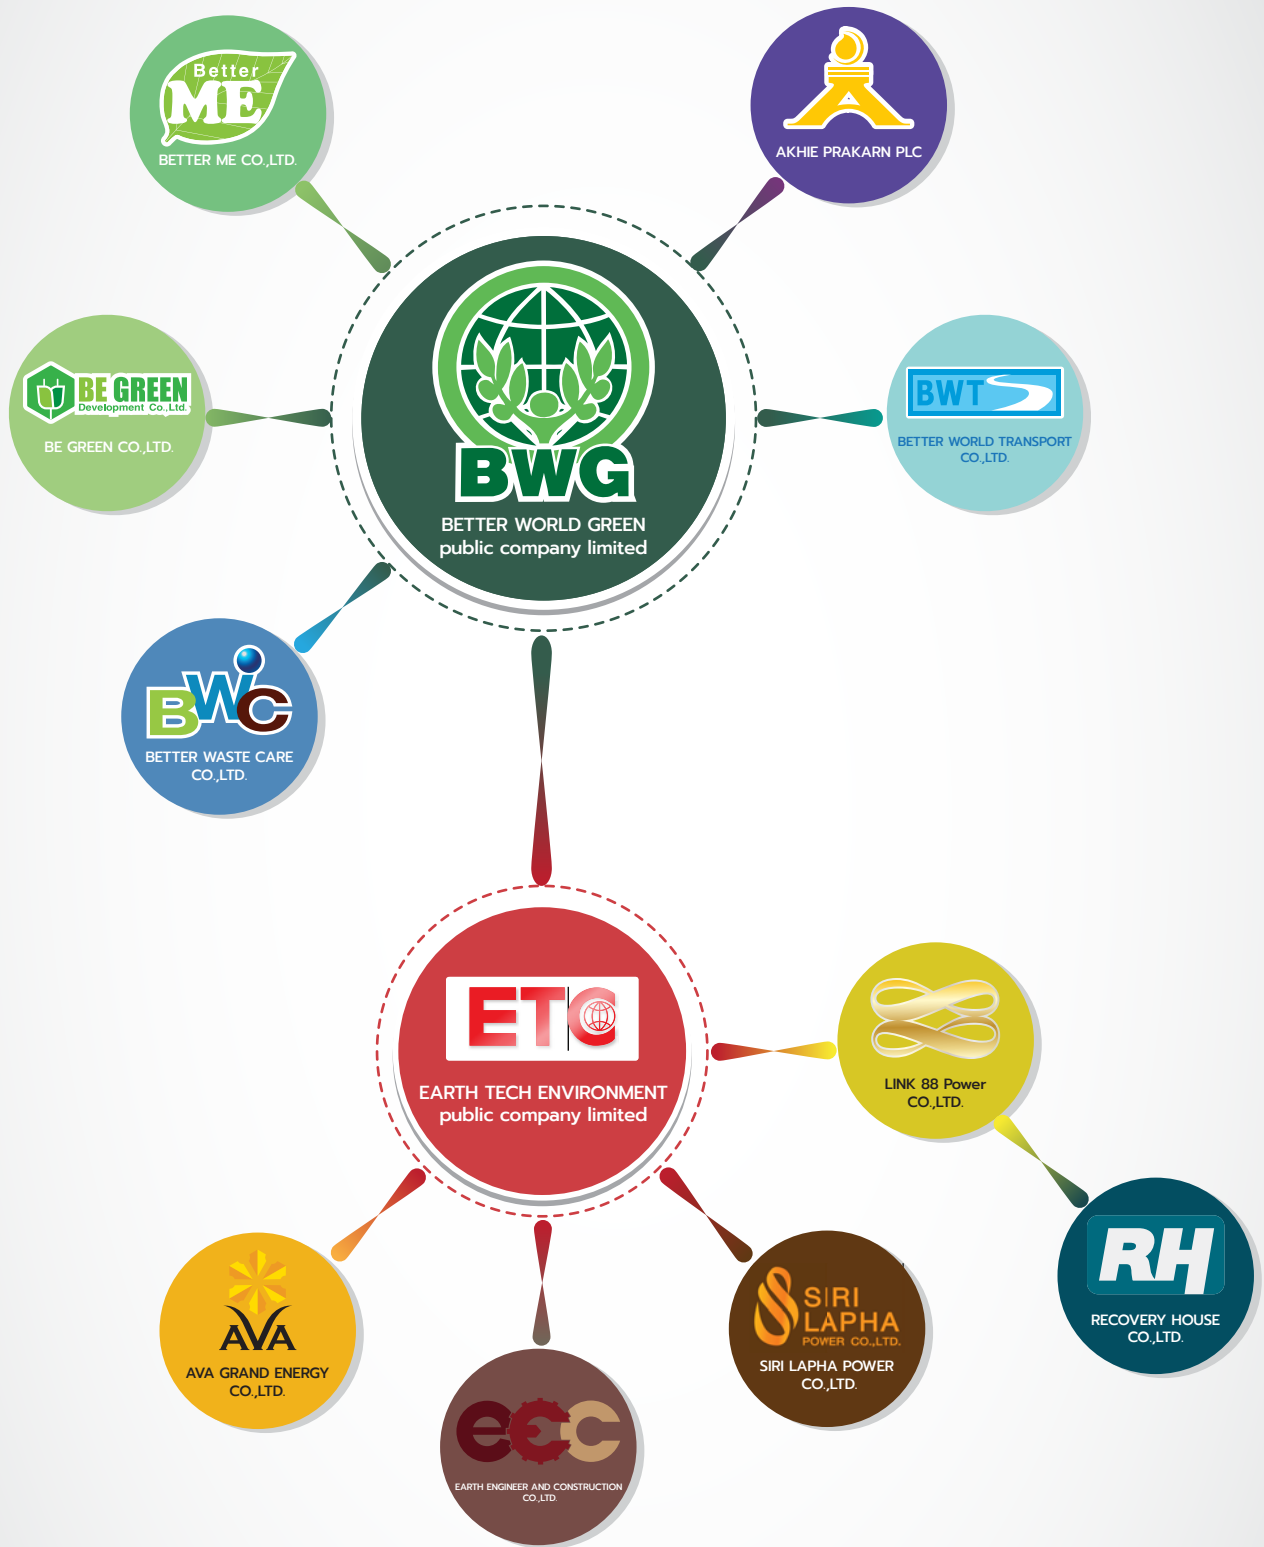 Better
ME
BETTER ME CO.,LTD.
AKHIE PRAKARN PLC
BE GREEN
Development Co.,Ltd.
BE GREEN CO.,LTD.
BWG
BETTER WORLD GREEN
public company limited
BWT
BETTER WORLD TRANSPORT
CO.,LTD.
BWC
BETTER WASTE CARE
CO.,LTD.
ETC
EARTH TECH ENVIRONMENT
public company limited
LINK 88 Power
CO.,LTD.
RH
RECOVERY HOUSE
CO.,LTD.
AVA
AVA GRAND ENERGY
CO.,LTD.
SIRI
LAPHA
POWER CO.,LTD.
SIRI LAPHA POWER
CO.,LTD.
eec
EARTH ENGINEER AND CONSTRUCTION
CO.,LTD.